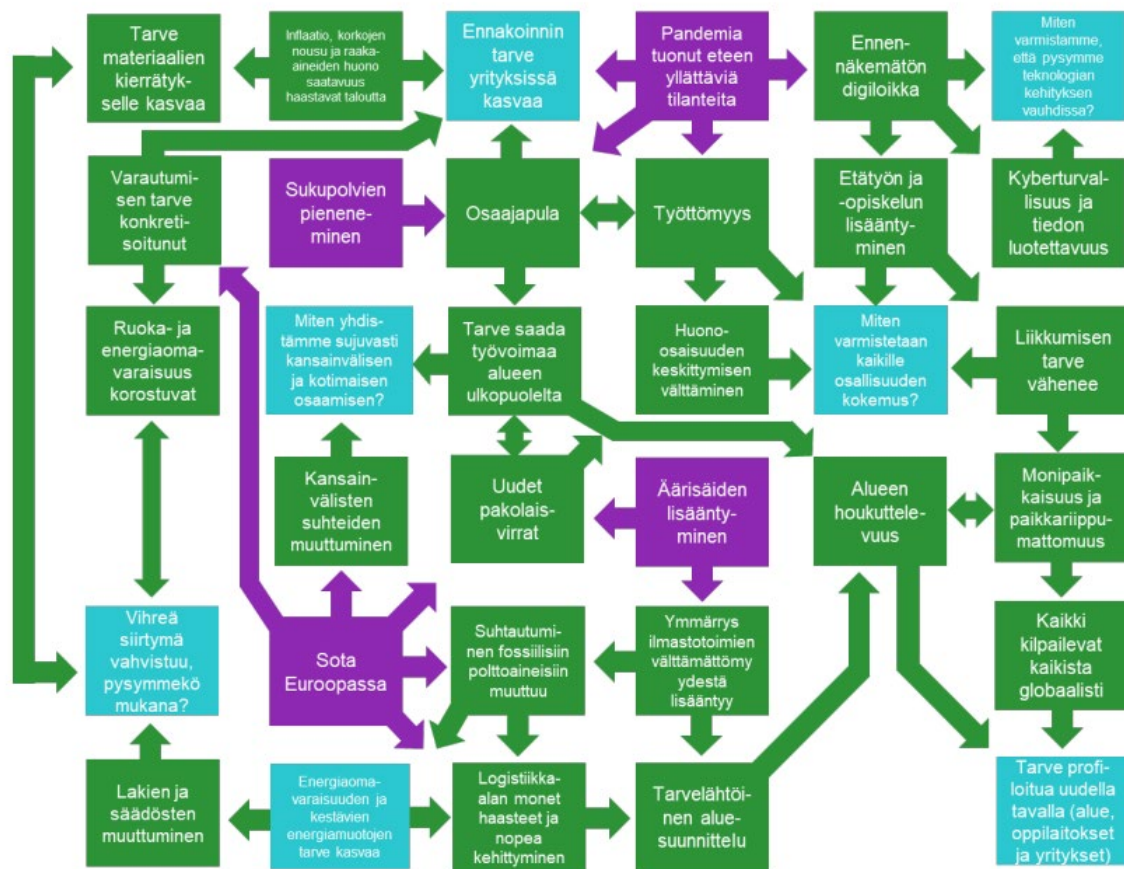 Tarve
materiaalien
kierrätyk-
selle kasvaa
Inflaatio, korkojen
nousu ja raaka-
aineiden huono
saatavuus
haastavat taloutta
Ennakoinnin
tarve
yrityksissä
kasvaa
Pandemia
tuonut eteen
yllättäviä
tilanteita
Ennen-
näkemätön
digiloikka
Miten
varmistamme,
että pysymme
teknologian
kehityksen
vauhdissa?
Varautumi-
sen tarve
konkreti-
soitunut
Sukupolvien
pienene-
minen
Osaajapula
Työttömyys
Etätyön ja
-opiskelun
lisäänty-
minen
Kyberturval-
lisuus ja
tiedon
luotettavuus
Ruoka- ja
energiaoma-
varaisuus
korostuvat
Miten yhdis-
tämme sujuvasti
kansainvälisen
ja kotimaisen
osaamisen?
Tarve saada
työvoimaa
alueen
ulkopuolelta
Huono-
osaisuuden
keskittymisen
välttäminen
Miten
varmistetaan
kaikille
osallisuuden
kokemus?
Liikkumisen
tarve
vähenee
Kansain-
välisten
suhteiden
muuttuminen
Uudet
pakolais-
virrat
Äärisäiden
lisäänty-
minen
Alueen
houkuttele-
vuus
Monipaik-
kaisuus ja
paikkariippu-
mattomuus
Vihreä
siirtymä
vahvistuu,
pysymmekö
mukana?
Sota
Euroopassa
Suhtautumi-
nen fossiilisiin
polttoaineisiin
muuttuu
Ymmärrys
ilmastotoimien
välttämättömy
ydestä
lisääntyy
Kaikki
kilpailevat
kaikista
globaalisti
Lakien ja
säädösten
muuttuminen
Energiaoma-
varaisuuden ja
kestävien
energiamuotojen
tarve kasvaa
Logistiikka-
alan monet
haasteet ja
nopea
kehittyminen
Tarvelähtöi-
nen alue-
suunnittelu
Tarve profi-
loitua uudella
tavalla (alue,
oppilaitokset
ja yritykset)